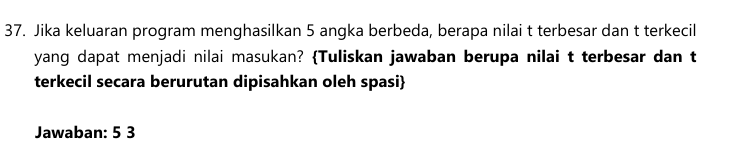 37. Jika keluaran program menghasilkan 5 angka berbeda, berapa nilai t terbesar dan t terkecil
yang dapat menjadi nilai masukan? {Tuliskan jawaban berupa nilai t terbesar dan t
terkecil secara berurutan dipisahkan oleh spasi}
Jawaban: 5 3